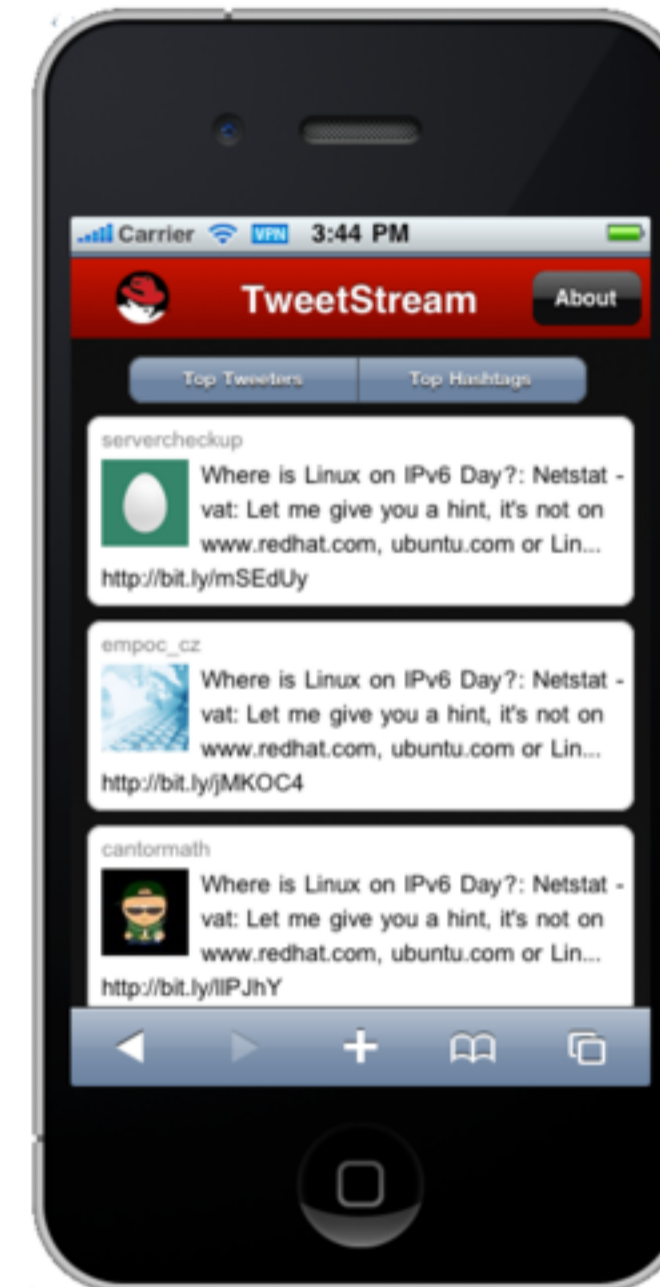 Carrier VPN 3:44 PM
TweetStream About
Top Tweeters Top Hashtags
servercheckup
Where is Linux on IPv6 Day?: Netstat -
vat: Let me give you a hint, it's not on
www.redhat.com, ubuntu.com or Lin...
http://bit.ly/mSEdUy
empoc_cz
Where is Linux on IPv6 Day?: Netstat -
vat: Let me give you a hint, it's not on
www.redhat.com, ubuntu.com or Lin...
http://bit.ly/jMKOC4
cantormath
Where is Linux on IPv6 Day?: Netstat -
vat: Let me give you a hint, it's not on
www.redhat.com, ubuntu.com or Lin...
http://bit.ly/lIPJhY